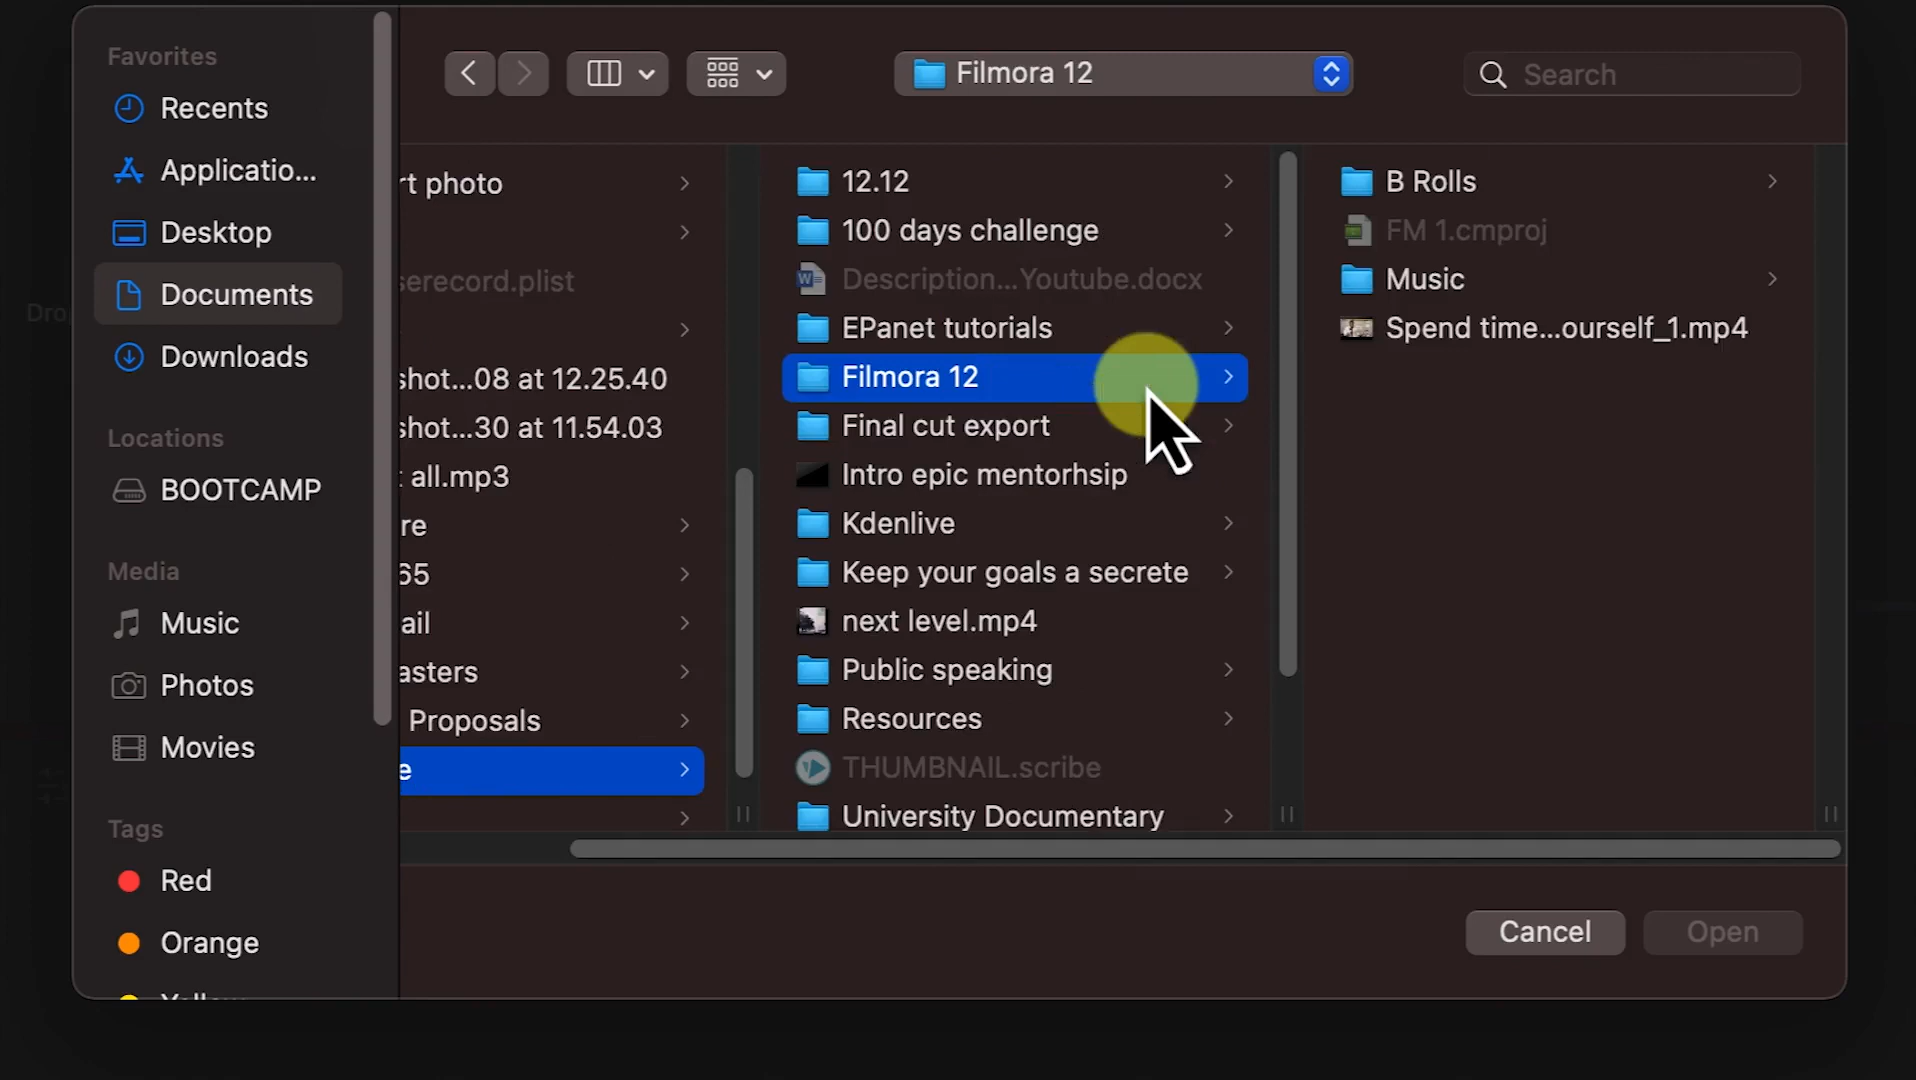 Favorites
Recents
Applicatio...
Desktop
Documents
Downloads
Locations
BOOTCAMP
Media
Music
Photos
Movies
Tags
Red
Orange
Yellow
Filmora 12
Search
rt photo
serecord.plist
shot...08 at 12.25.40
shot...30 at 11.54.03
t all.mp3
re
65
ail
asters
Proposals
e
12.12
100 days challenge
Description...Youtube.docx
EPanet tutorials
Filmora 12
Final cut export
Intro epic mentorhsip
Kdenlive
Keep your goals a secrete
next level.mp4
Public speaking
Resources
THUMBNAIL.scribe
University Documentary
B Rolls
FM 1.cmproj
Music
Spend time...ourself_1.mp4
Cancel
Open
Dro